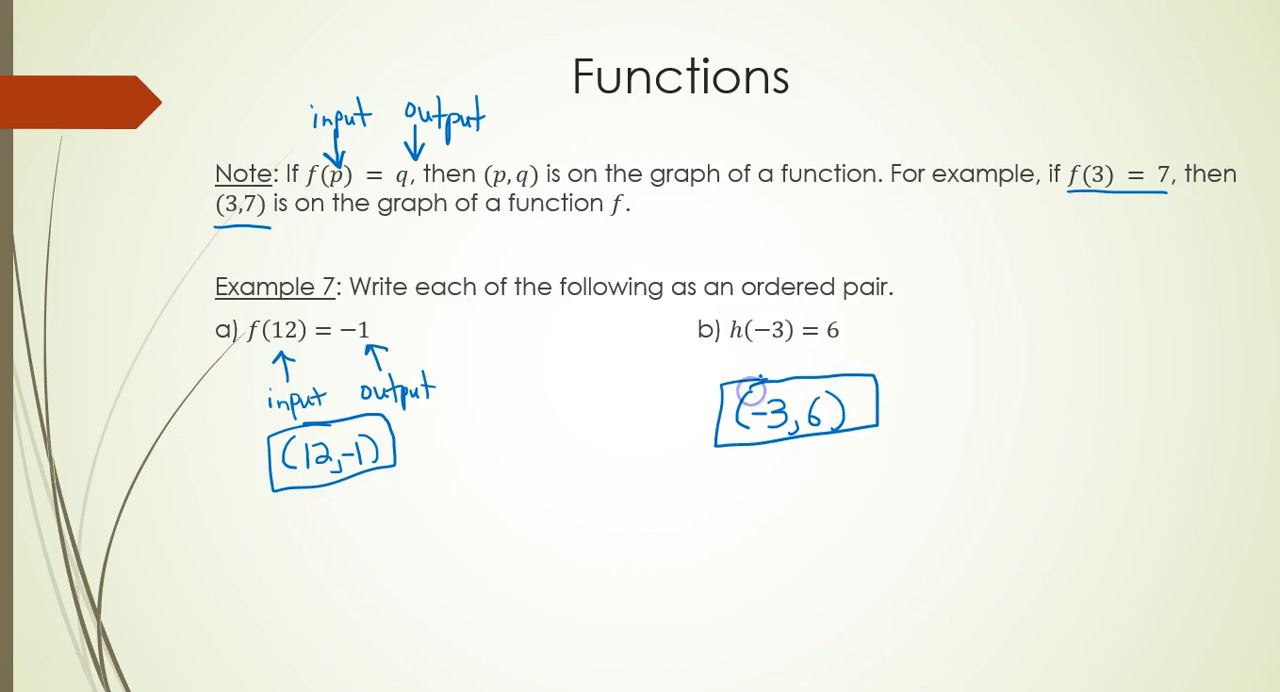 Functions
input output
Note: If f(p) = q, then (p, q) is on the graph of a function. For example, if f(3) = 7, then
(3,7) is on the graph of a function f.
Example 7: Write each of the following as an ordered pair.
a) f(12) = −1
b) h(−3) = 6
input output
(12,-1)
(-3,6)